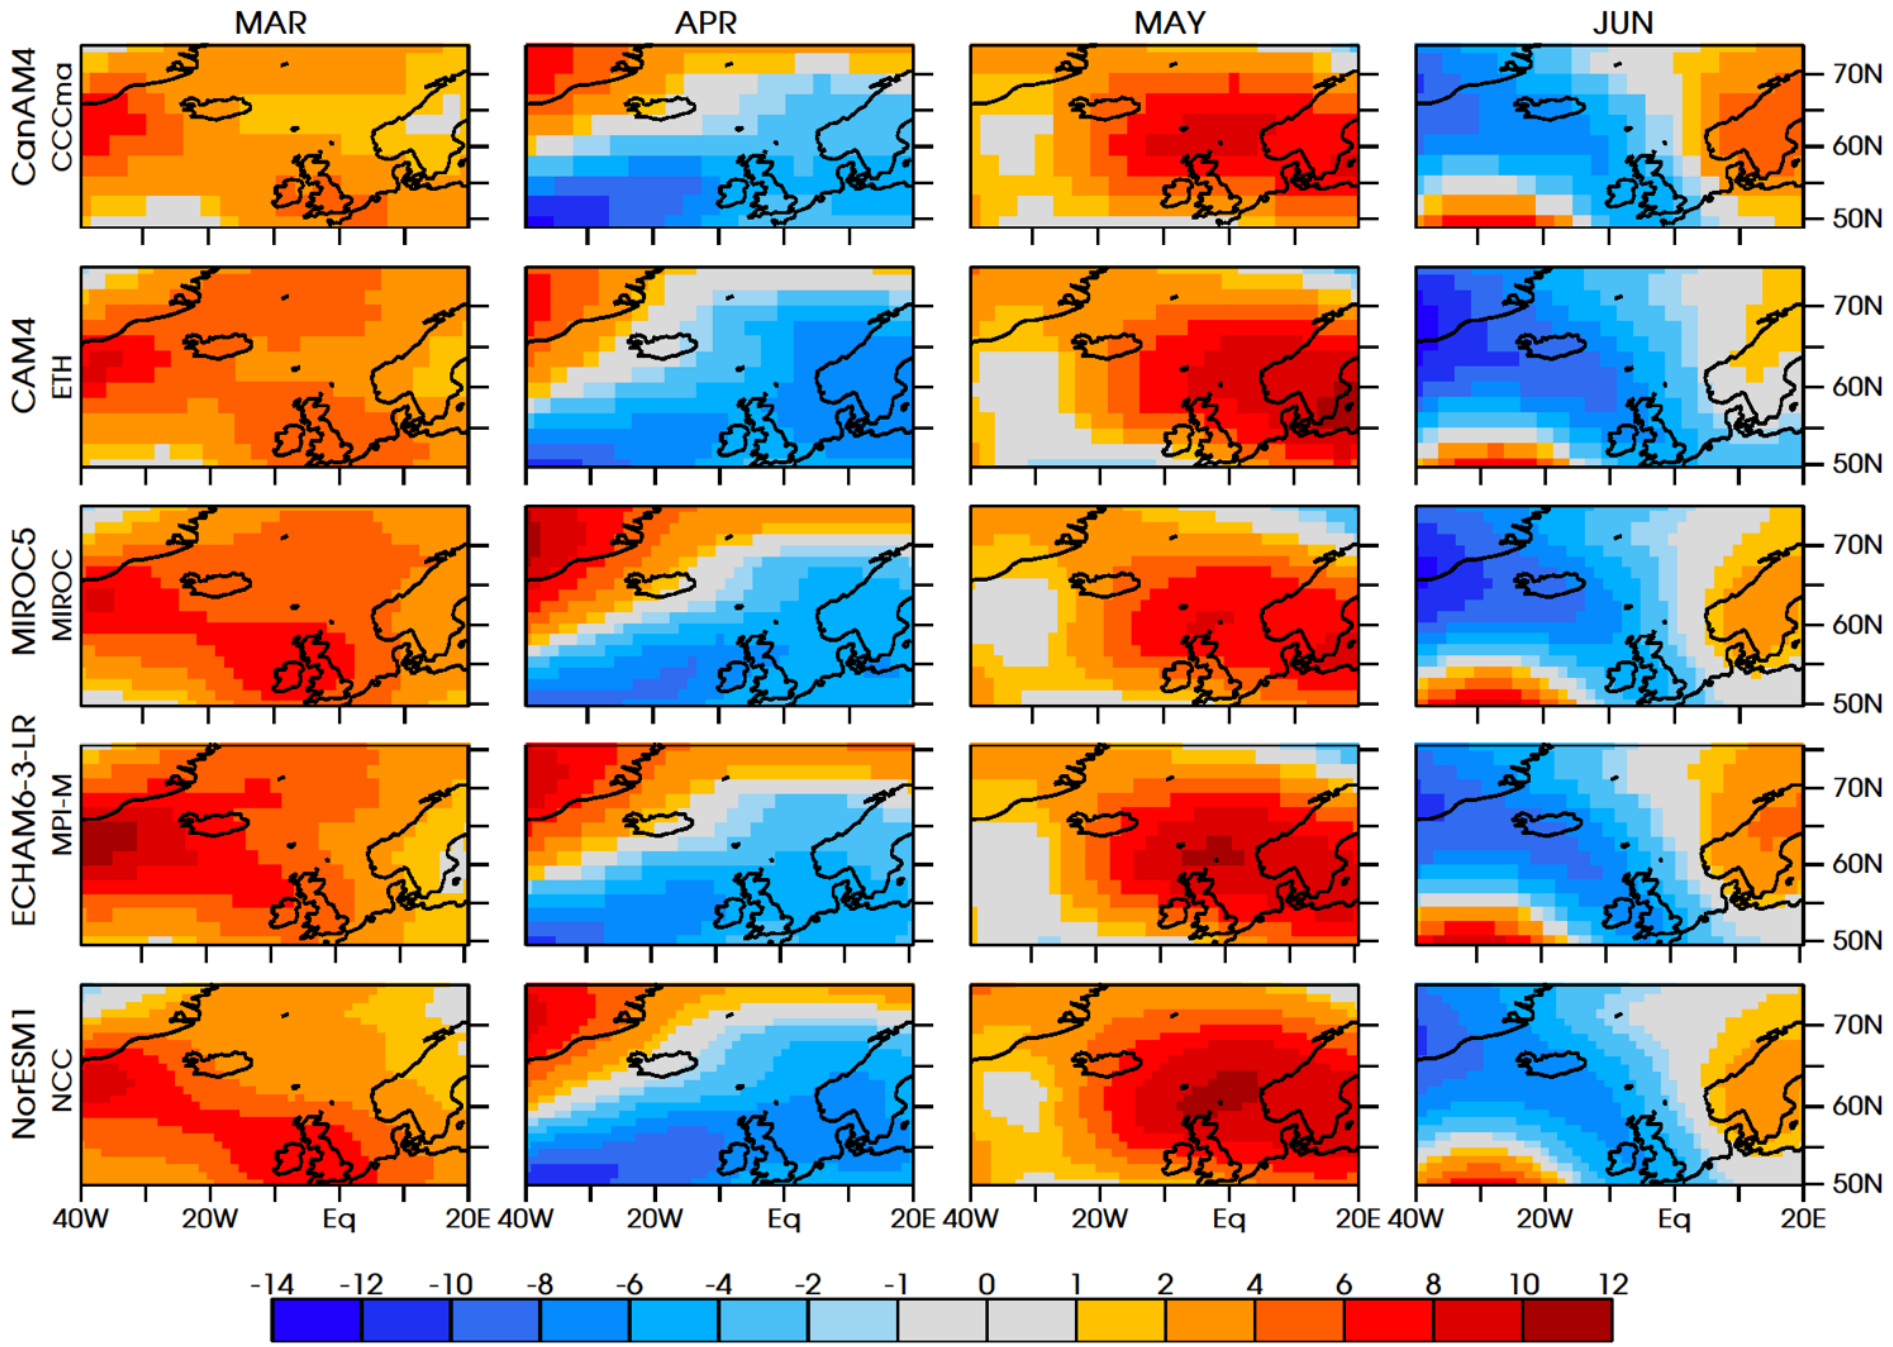 MAR APR MAY JUN
CanAM4
CCCma
70N
60N
50N
CAM4
ETH
70N
60N
50N
MIROC5
MIROC
70N
60N
50N
ECHAM6-3-LR
MPI-M
70N
60N
50N
NorESM1
NCC
70N
60N
50N
40W 20W Eq 20E 40W 20W Eq 20E 40W 20W Eq 20E 40W 20W Eq 20E
-14 -12 -10 -8 -6 -4 -2 -1 0 1 2 4 6 8 10 12